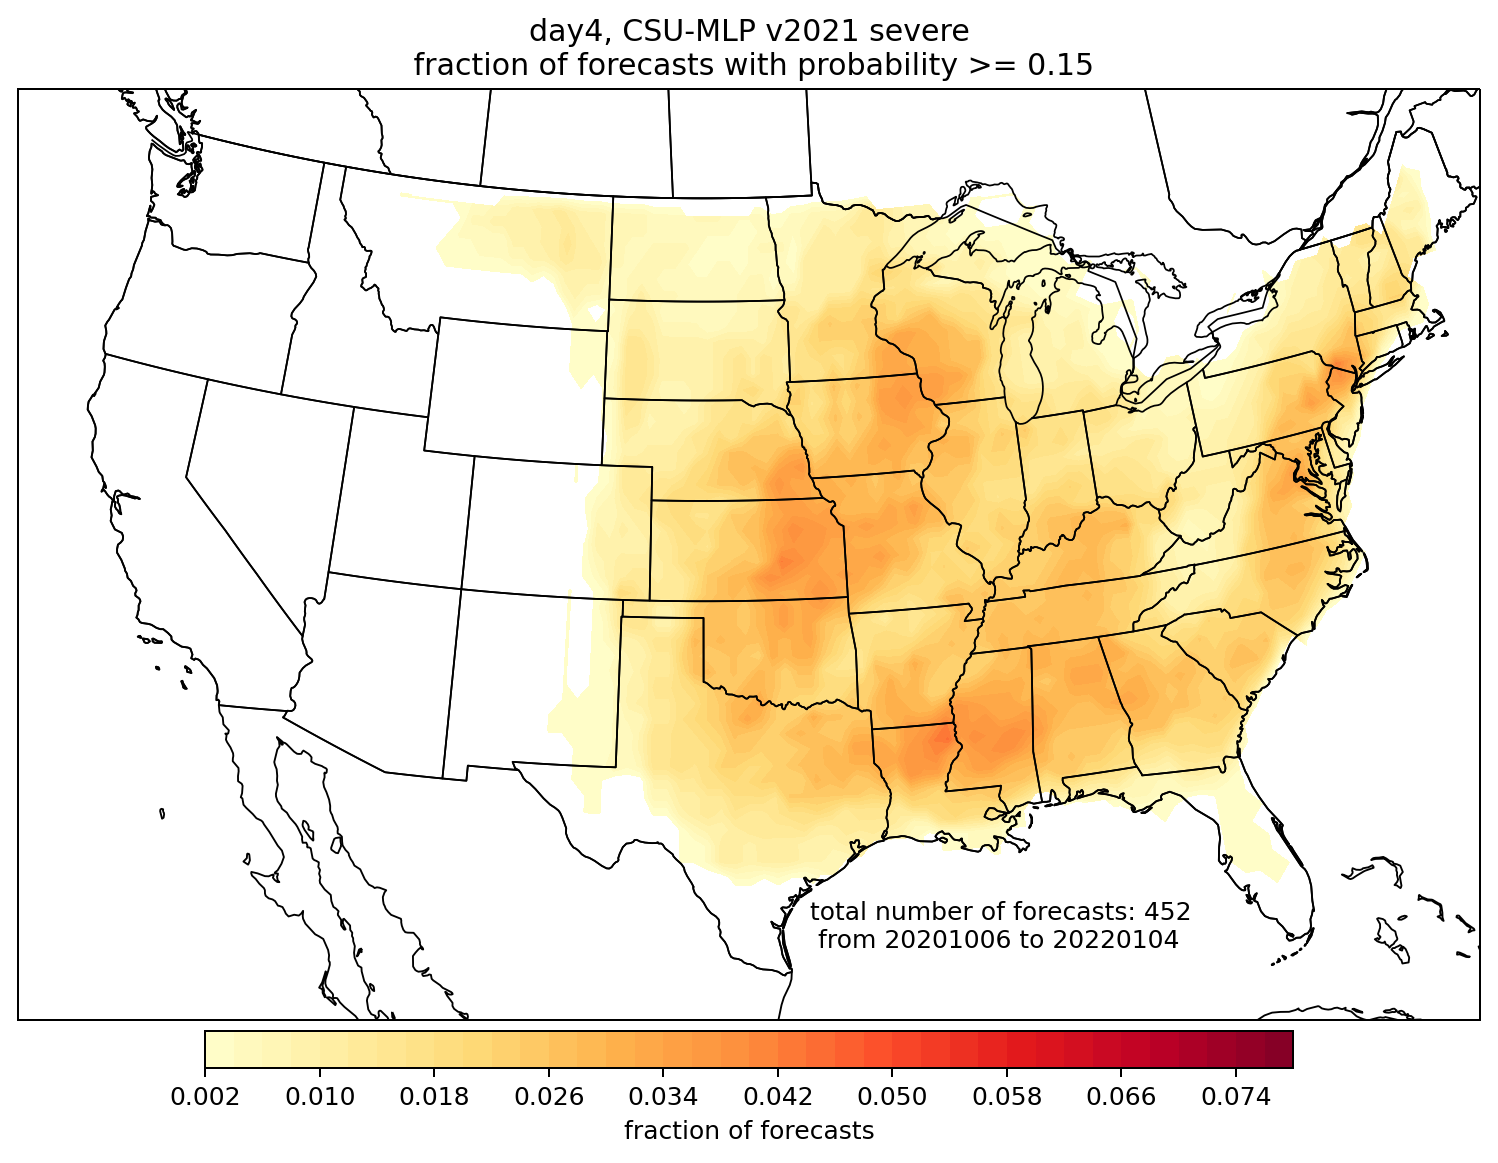 day4, CSU-MLP v2021 severe
fraction of forecasts with probability >= 0.15
total number of forecasts: 452
from 20201006 to 20220104
0.002 0.010 0.018 0.026 0.034 0.042 0.050 0.058 0.066 0.074
fraction of forecasts